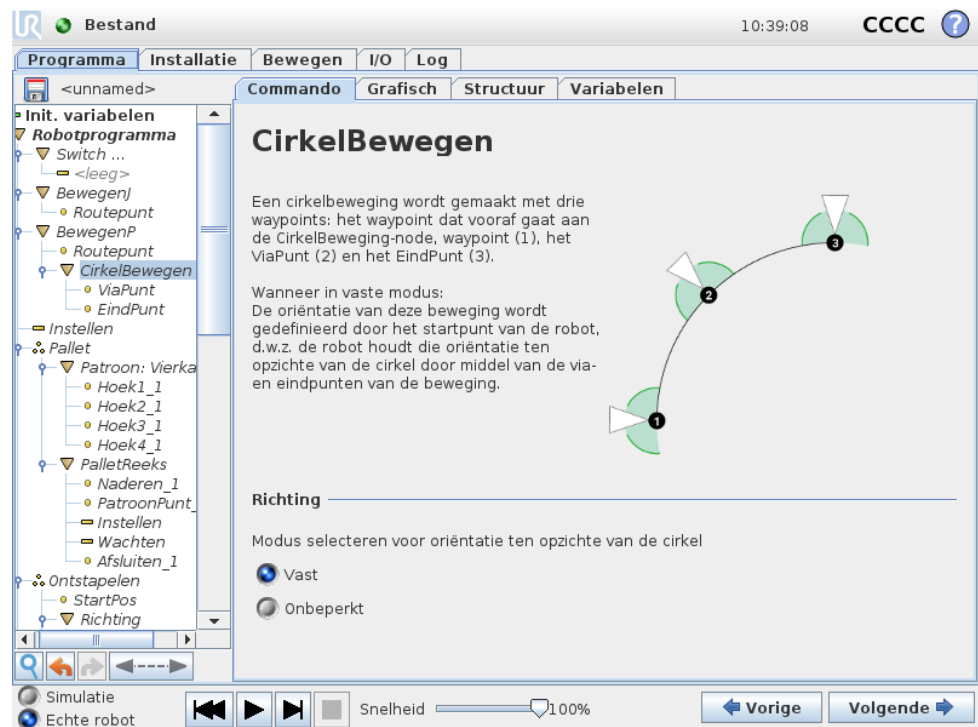 UR Bestand 10:39:08 CCCC ?
Programma Installatie Bewegen I/O Log
<unnamed>
Commando Grafisch Structuur Variabelen
Init. variabelen
Robotprogramma
Switch ...
<leeg>
BewegenJ
Routepunt
BewegenP
Routepunt
CirkelBewegen
ViaPunt
EindPunt
Instellen
Pallet
Patroon: Vierka
Hoek1_1
Hoek2_1
Hoek3_1
Hoek4_1
PalletReeks
Naderen_1
PatroonPunt_
Instellen
Wachten
Afsluiten_1
Ontstapelen
StartPos
Richting
CirkelBewegen
Een cirkelbeweging wordt gemaakt met drie
waypoints: het waypoint dat vooraf gaat aan
de CirkelBeweging-node, waypoint (1), het
ViaPunt (2) en het EindPunt (3).
Wanneer in vaste modus:
De oriëntatie van deze beweging wordt
gedefinieerd door het startpunt van de robot,
d.w.z. de robot houdt die oriëntatie ten
opzichte van de cirkel door middel van de via-
en eindpunten van de beweging.
3
2
1
Richting
Modus selecteren voor oriëntatie ten opzichte van de cirkel
Vast
Onbeperkt
Simulatie
Echte robot
Snelheid 100%
Vorige
Volgende